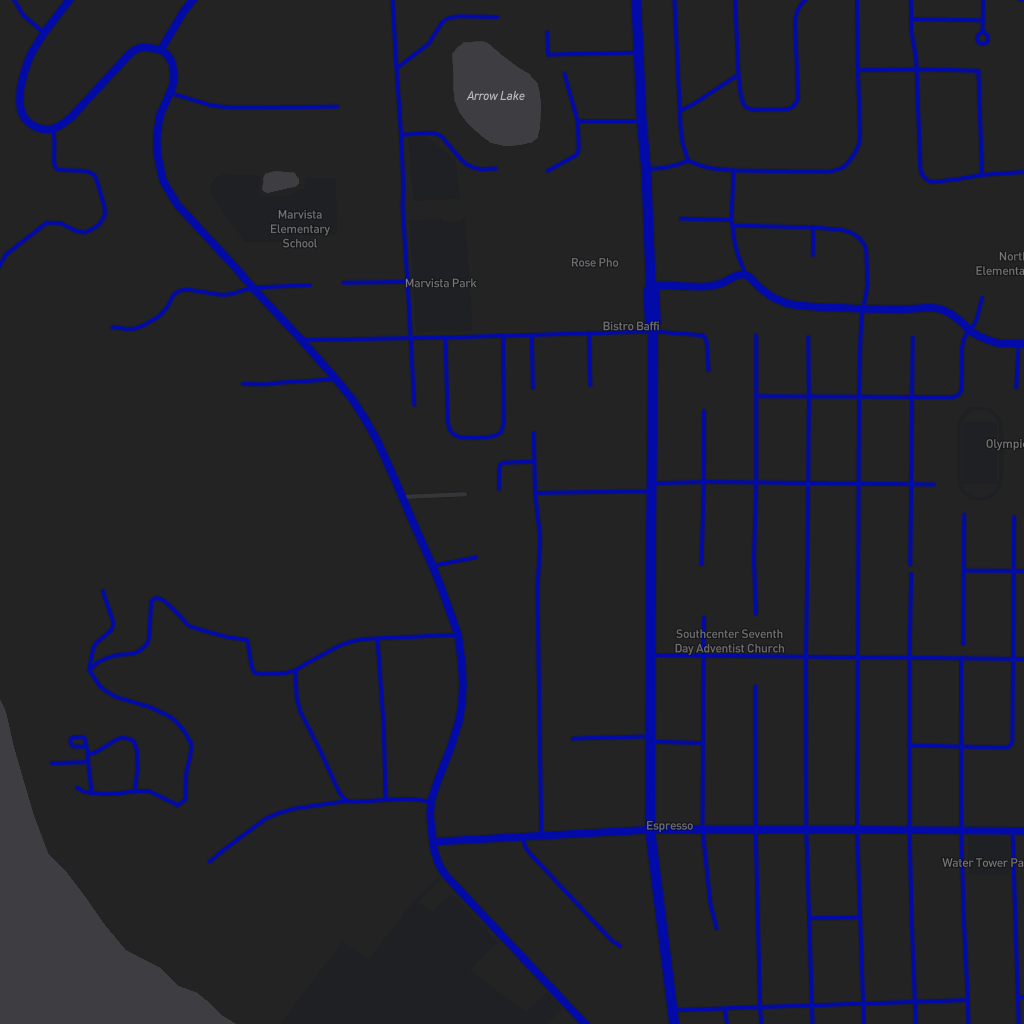 Arrow Lake
Marvista
Elementary
School
Rose Pho
Marvista Park
North
Elementa
Bistro Baffi
Olympic
Southcenter Seventh
Day Adventist Church
Espresso
Water Tower Pa